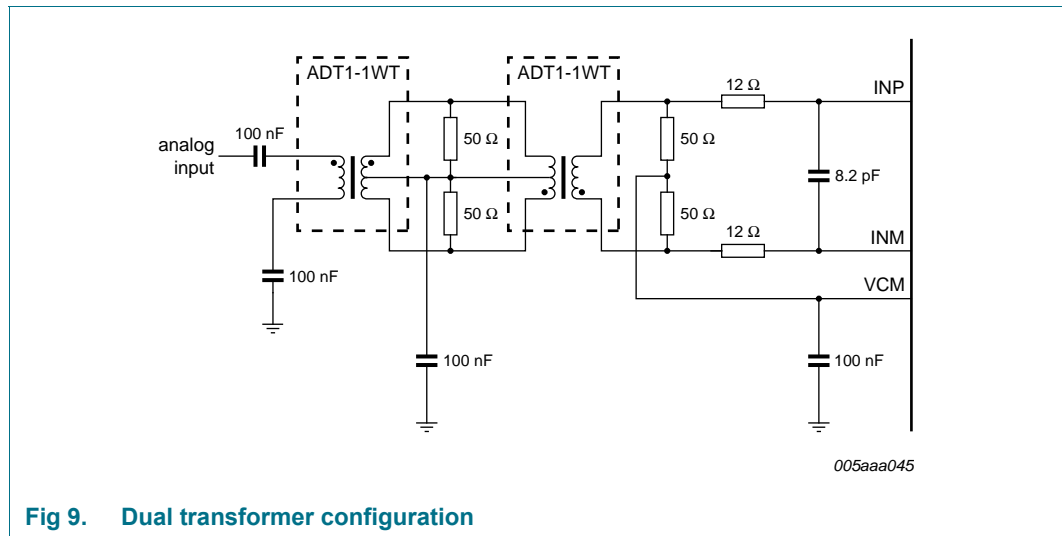 ADT1-1WT
ADT1-1WT
12 Ω
INP
100 nF
analog
input
50 Ω
50 Ω
8.2 pF
50 Ω
50 Ω
12 Ω
INM
100 nF
VCM
100 nF
100 nF
005aaa045
Fig 9. Dual transformer configuration